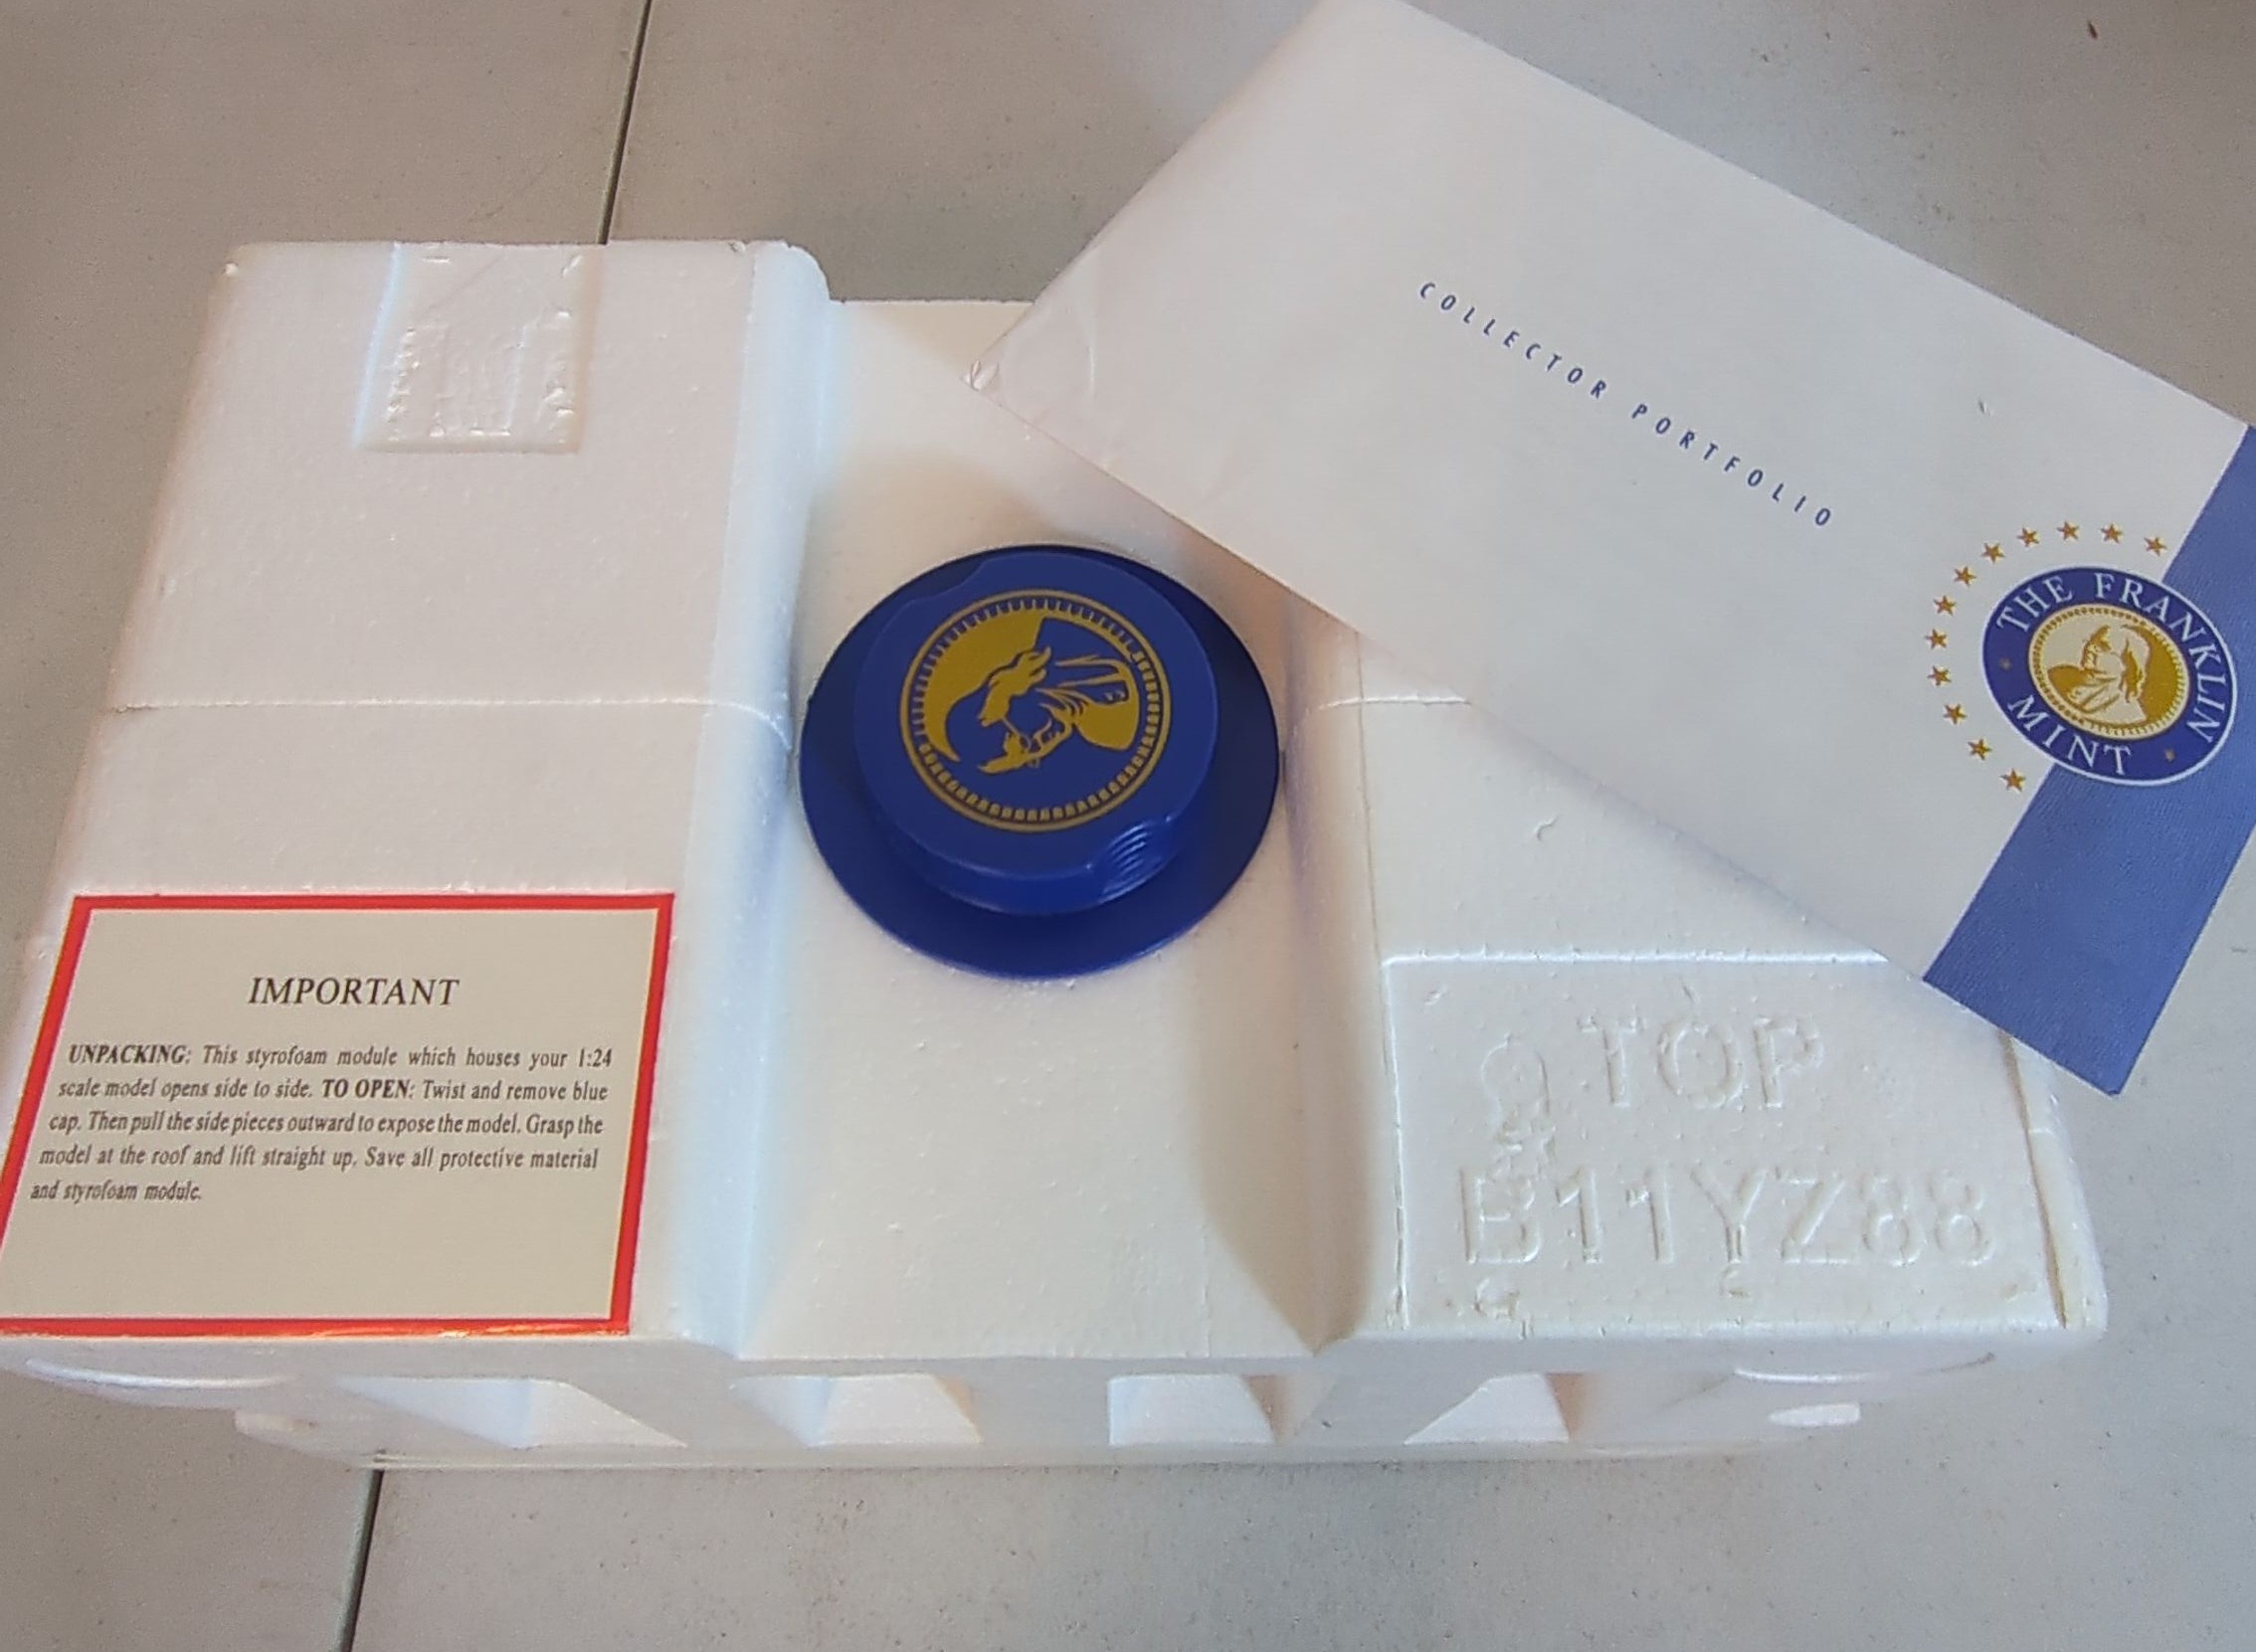 COLLECTOR PORTFOLIO
THE FRANKLIN
MINT
IMPORTANT
UNPACKING: This styrofoam module which houses your 1:24
scale model opens side to side. TO OPEN: Twist and remove blue
cap. Then pull the side pieces outward to expose the model. Grasp the
model at the roof and lift straight up. Save all protective material
and styrofoam module.
TOP
B11YZ88